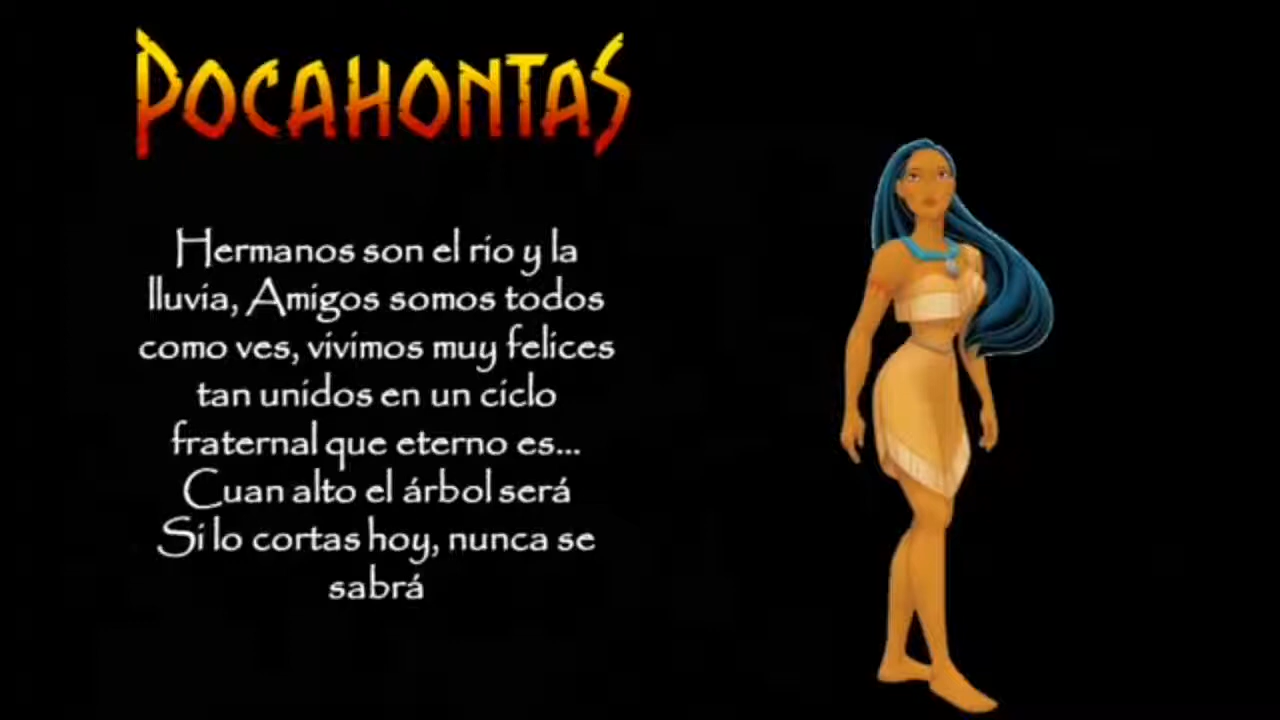 POCAHONTAS
Hermanos son el rio y la
lluvia, Amigos somos todos
como ves, vivimos muy felices
tan unidos en un ciclo
fraternal que eterno es...
Cuan alto el árbol será
Si lo cortas hoy, nunca se
sabrá